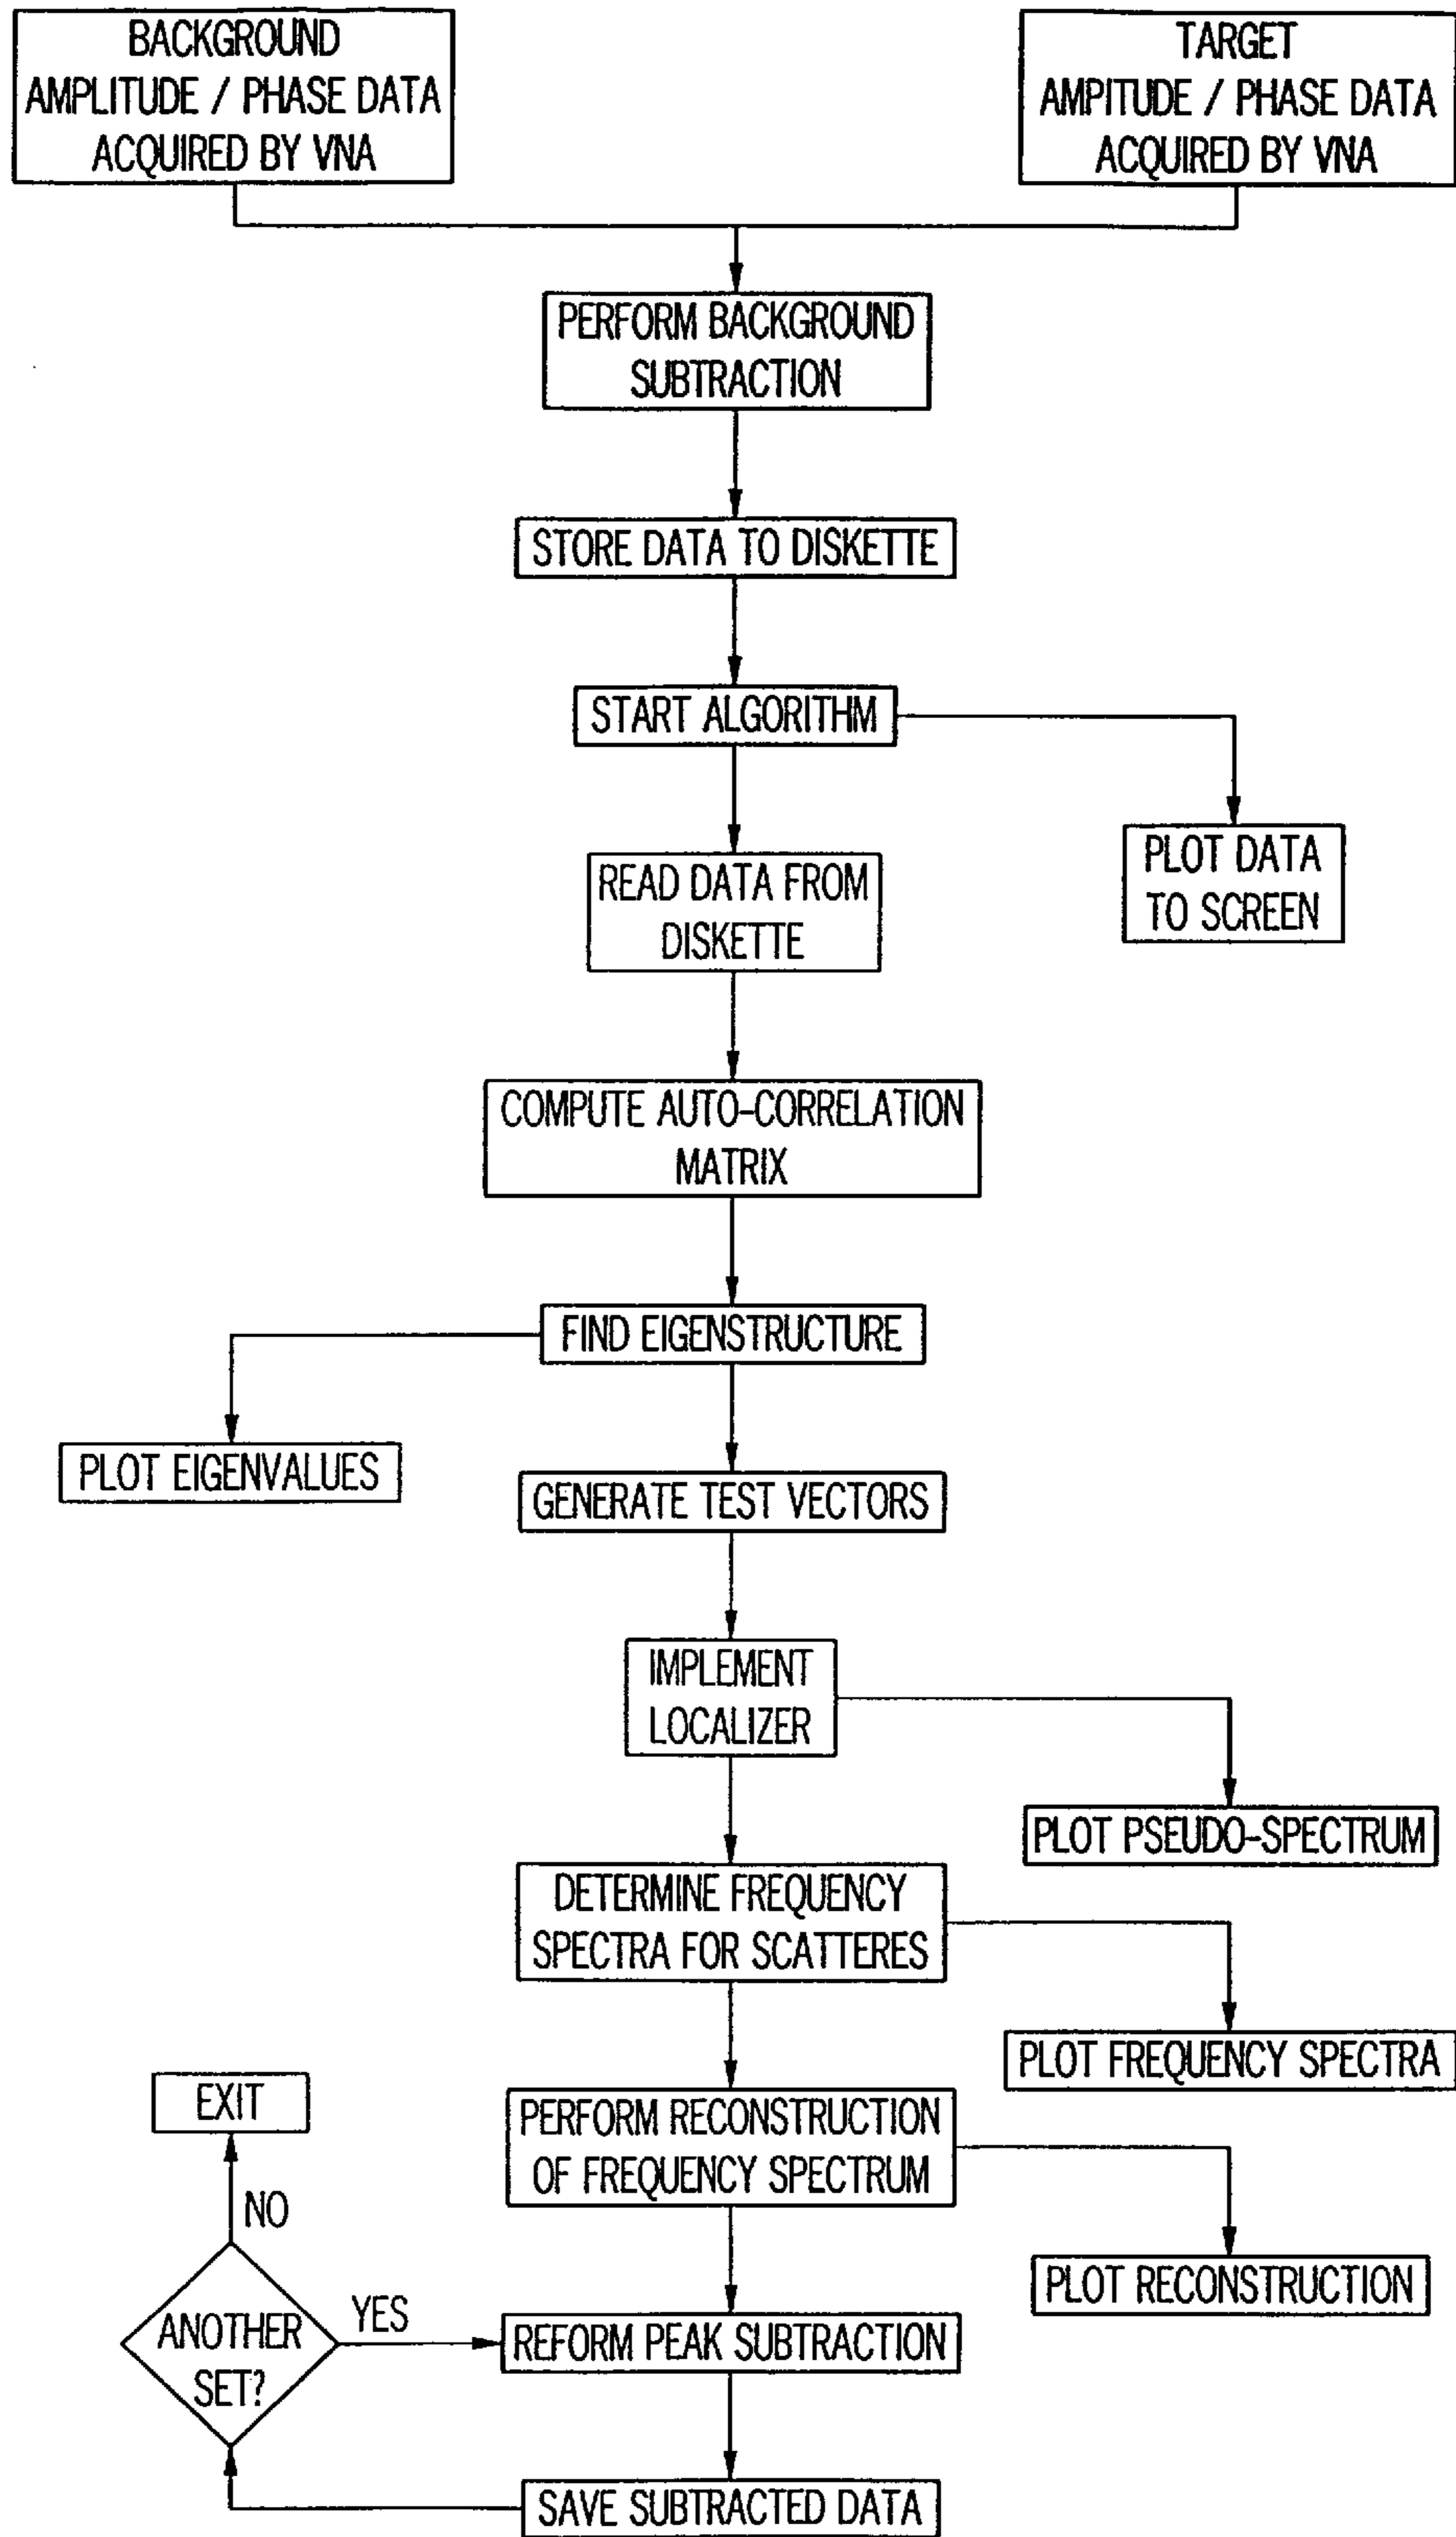 BACKGROUND
AMPLITUDE / PHASE DATA
ACQUIRED BY VNA
TARGET
AMPITUDE / PHASE DATA
ACQUIRED BY VNA
PERFORM BACKGROUND
SUBTRACTION
STORE DATA TO DISKETTE
START ALGORITHM
PLOT DATA
TO SCREEN
READ DATA FROM
DISKETTE
COMPUTE AUTO-CORRELATION
MATRIX
FIND EIGENSTRUCTURE
PLOT EIGENVALUES
GENERATE TEST VECTORS
IMPLEMENT
LOCALIZER
PLOT PSEUDO-SPECTRUM
DETERMINE FREQUENCY
SPECTRA FOR SCATTERES
PLOT FREQUENCY SPECTRA
PERFORM RECONSTRUCTION
OF FREQUENCY SPECTRUM
PLOT RECONSTRUCTION
REFORM PEAK SUBTRACTION
SAVE SUBTRACTED DATA
ANOTHER
SET?
YES
NO
EXIT